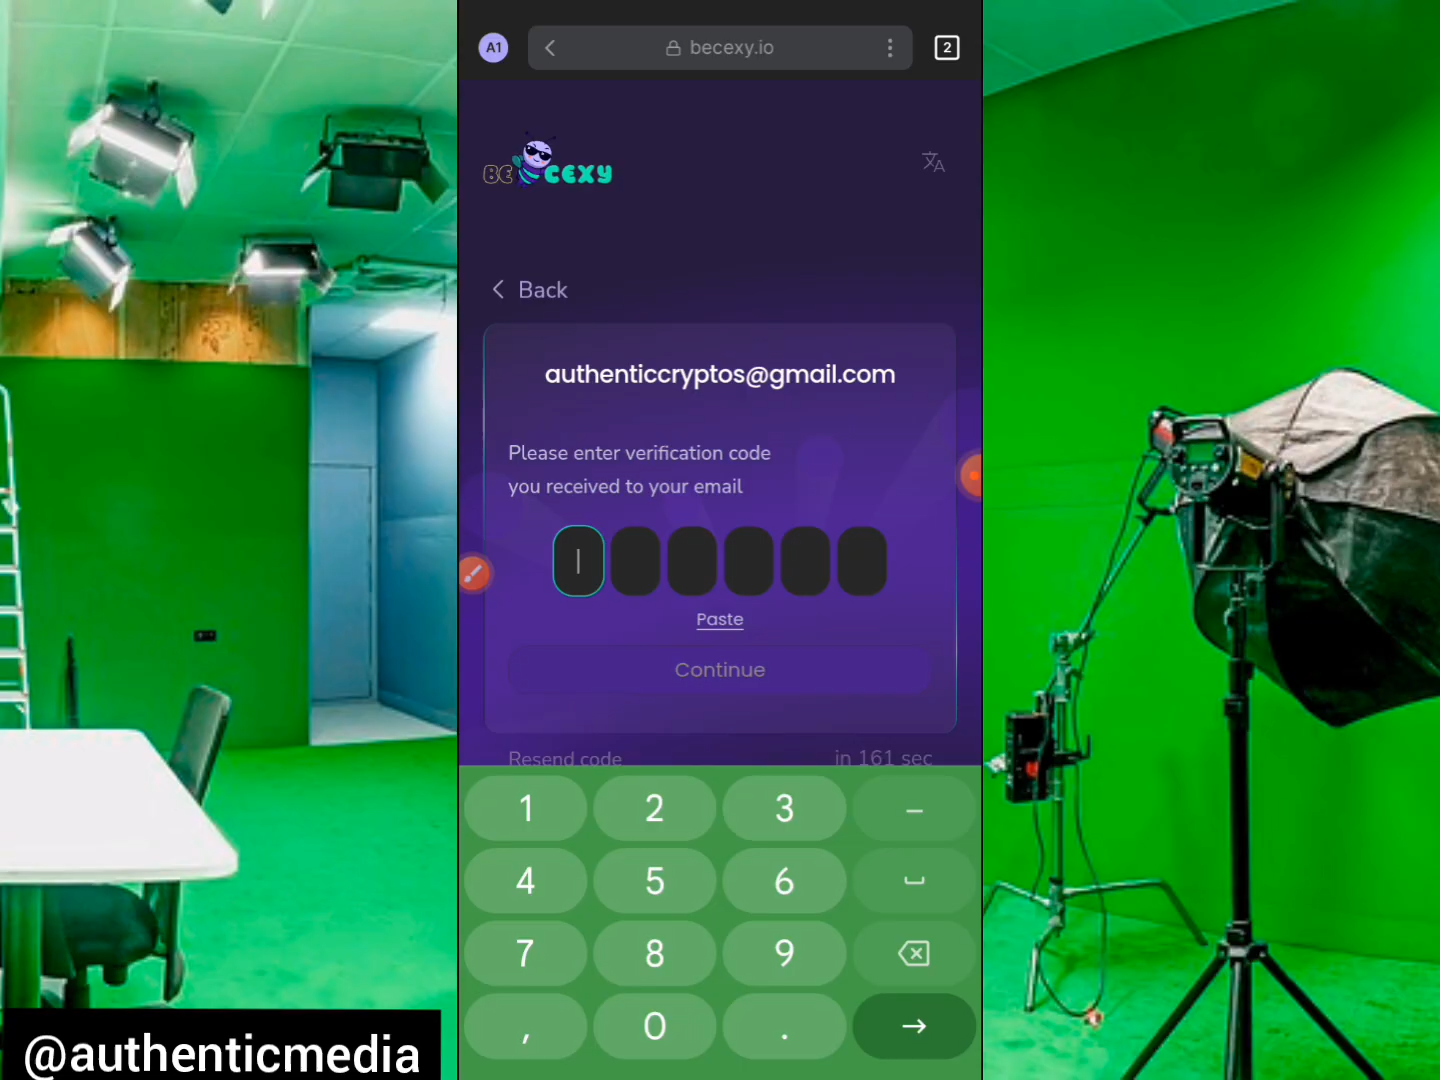 A1
becexy.io
2
BE CEXY
Back
authenticcryptos@gmail.com
Please enter verification code
you received to your email
Paste
Continue
Resend code
in 161 sec
1 2 3 –
4 5 6
7 8 9
, 0 .
@authenticmedia